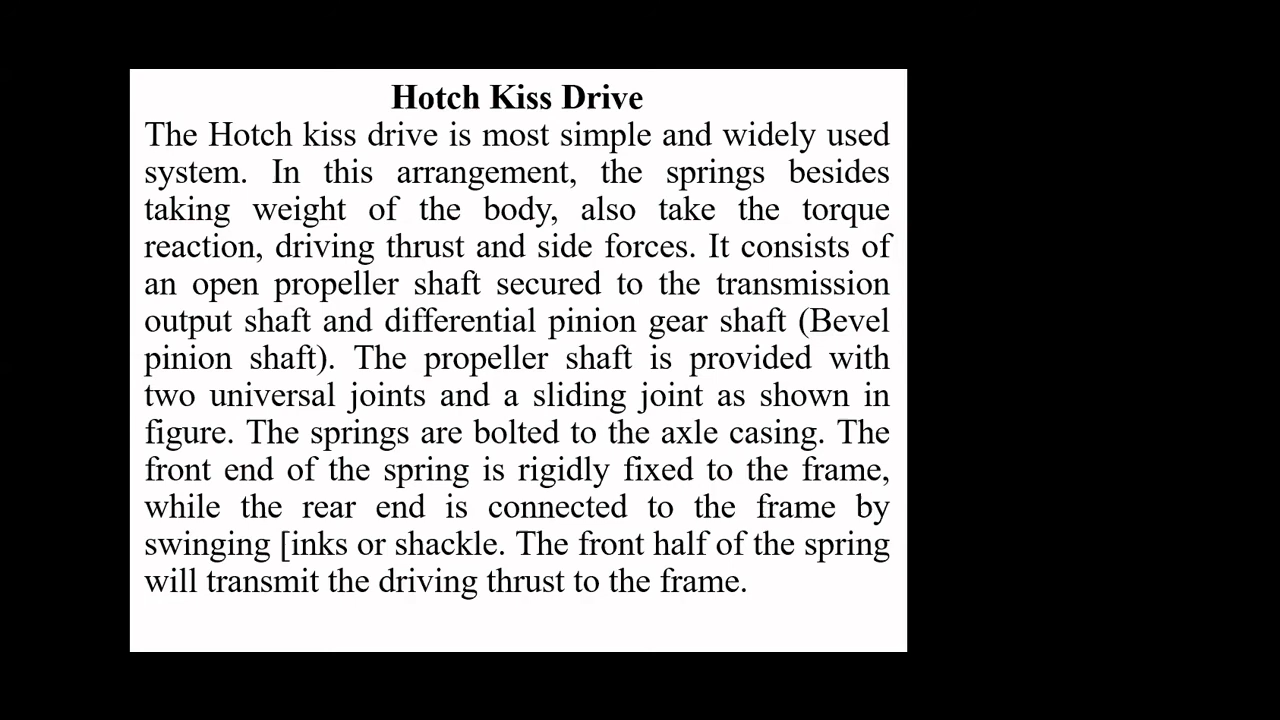 Hotch Kiss Drive
The Hotch kiss drive is most simple and widely used
system. In this arrangement, the springs besides
taking weight of the body, also take the torque
reaction, driving thrust and side forces. It consists of
an open propeller shaft secured to the transmission
output shaft and differential pinion gear shaft (Bevel
pinion shaft). The propeller shaft is provided with
two universal joints and a sliding joint as shown in
figure. The springs are bolted to the axle casing. The
front end of the spring is rigidly fixed to the frame,
while the rear end is connected to the frame by
swinging [inks or shackle. The front half of the spring
will transmit the driving thrust to the frame.